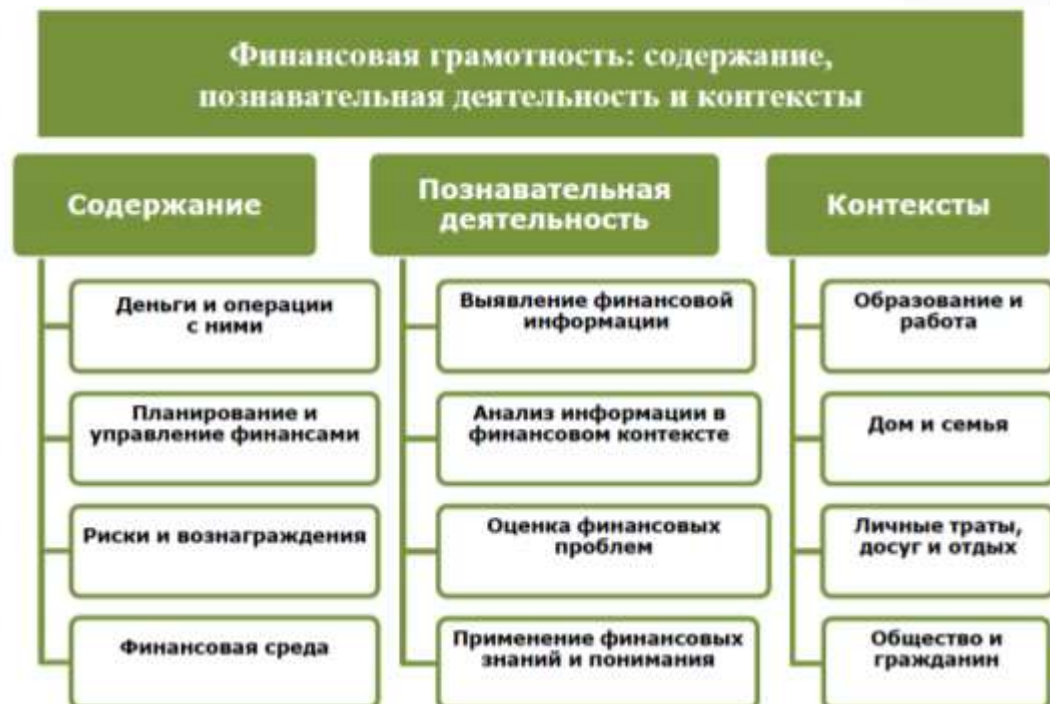 Финансовая грамотность: содержание,
познавательная деятельность и контексты
Содержание
Деньги и операции
с ними
Планирование и
управление финансами
Риски и вознаграждения
Финансовая среда
Познавательная
деятельность
Выявление финансовой
информации
Анализ информации в
финансовом контексте
Оценка финансовых
проблем
Применение финансовых
знаний и понимания
Контексты
Образование и
работа
Дом и семья
Личные траты,
досуг и отдых
Общество и
гражданин